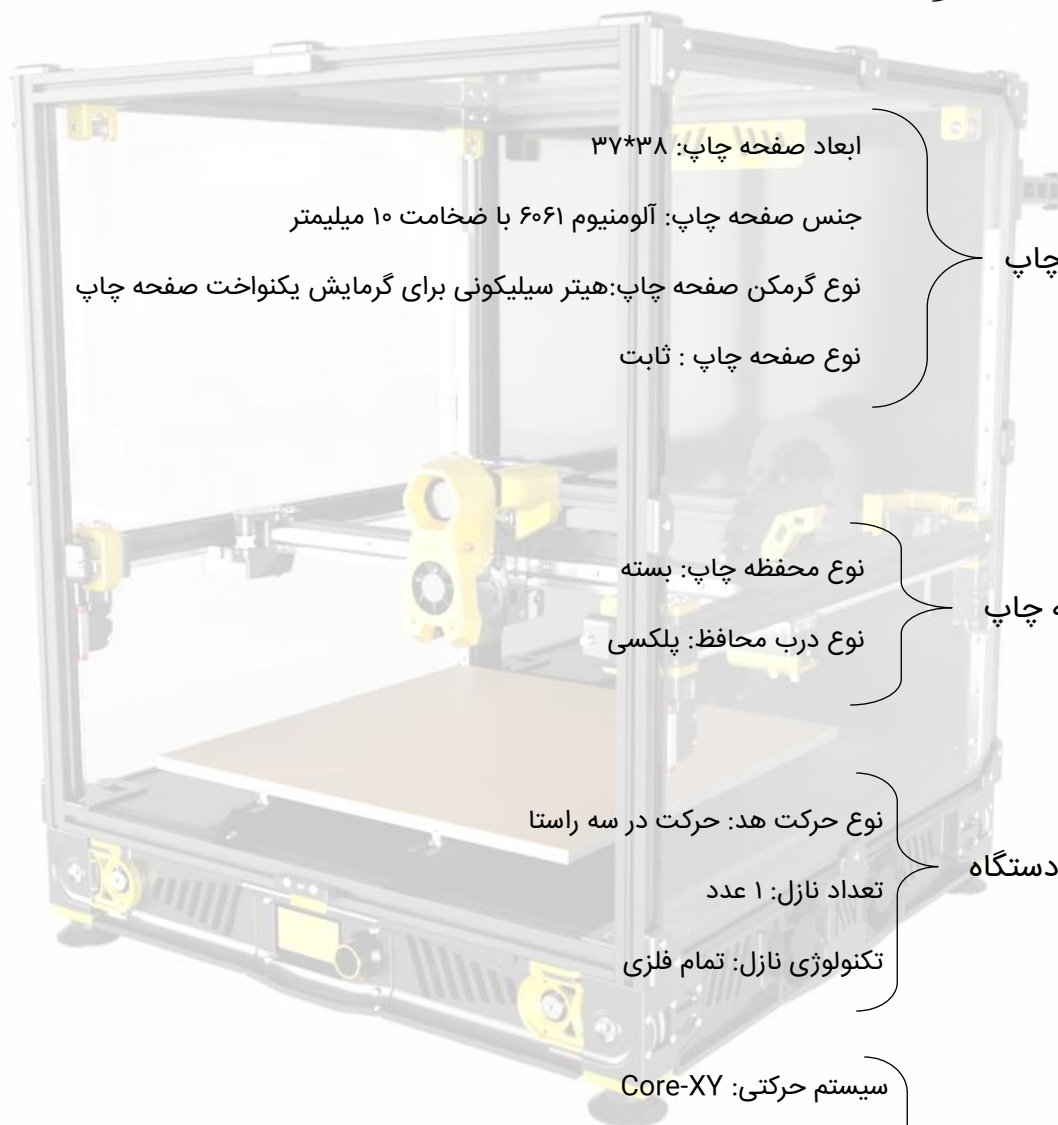 ابعاد صفحه چاپ: ۳۸*۳۷
جنس صفحه چاپ: آلومنیوم ۶۰۶۱ با ضخامت ۱۰ میلیمتر
چاپ
نوع گرمکن صفحه چاپ:هیتر سیلیکونی برای گرمایش یکنواخت صفحه چاپ
نوع صفحه چاپ : ثابت
نوع محفظه چاپ: بسته
چاپ
نوع درب محافظ: پلکسی
نوع حرکت هد: حرکت در سه راستا
دستگاه
تعداد نازل: ۱ عدد
تکنولوژی نازل: تمام فلزی
سیستم حرکتی: Core-XY